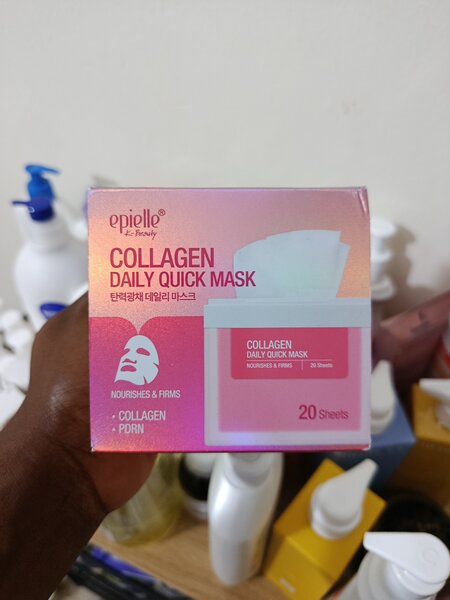 epielle®
K-Beauty
COLLAGEN
DAILY QUICK MASK
탄력광채 데일리 마스크
NOURISHES & FIRMS
• COLLAGEN
• PDRN
COLLAGEN
DAILY QUICK MASK
NOURISHES & FIRMS | 20 Sheets
20 Sheets